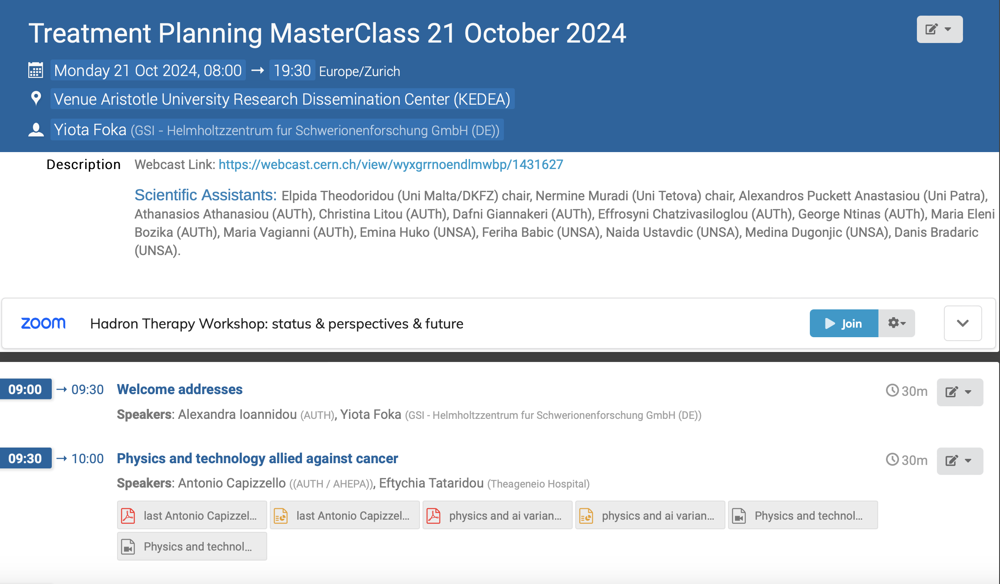 Treatment Planning MasterClass 21 October 2024
Monday 21 Oct 2024, 08:00 → 19:30 Europe/Zurich
Venue Aristotle University Research Dissemination Center (KEDEA)
Yiota Foka (GSI - Helmholtzzentrum fur Schwerionenforschung GmbH (DE))
Description Webcast Link: https://webcast.cern.ch/view/wyxgrrnoendlmwbp/1431627
Scientific Assistants: Elpida Theodoridou (Uni Malta/DKFZ) chair, Nermine Muradi (Uni Tetova) chair, Alexandros Puckett Anastasiou (Uni Patra),
Athanasios Athanasiou (AUTh), Christina Litou (AUTh), Dafni Giannakeri (AUTh), Effrosyni Chatzivasiloglou (AUTh), George Ntinas (AUTh), Maria Eleni
Bozika (AUTh), Maria Vagianni (AUTh), Emina Huko (UNSA), Feriha Babic (UNSA), Naida Ustavdic (UNSA), Medina Dugonjic (UNSA), Danis Bradaric
(UNSA).
zoom Hadron Therapy Workshop: status & perspectives & future Join
09:00 → 09:30 Welcome addresses 30m
Speakers: Alexandra Ioannidou (AUTH), Yiota Foka (GSI - Helmholtzzentrum fur Schwerionenforschung GmbH (DE))
09:30 → 10:00 Physics and technology allied against cancer 30m
Speakers: Antonio Capizzello ((AUTH / AHEPA)), Eftychia Tataridou (Theageneio Hospital)
last Antonio Capizzel... last Antonio Capizzel... physics and ai varian... physics and ai varian... Physics and technol...
Physics and technol...